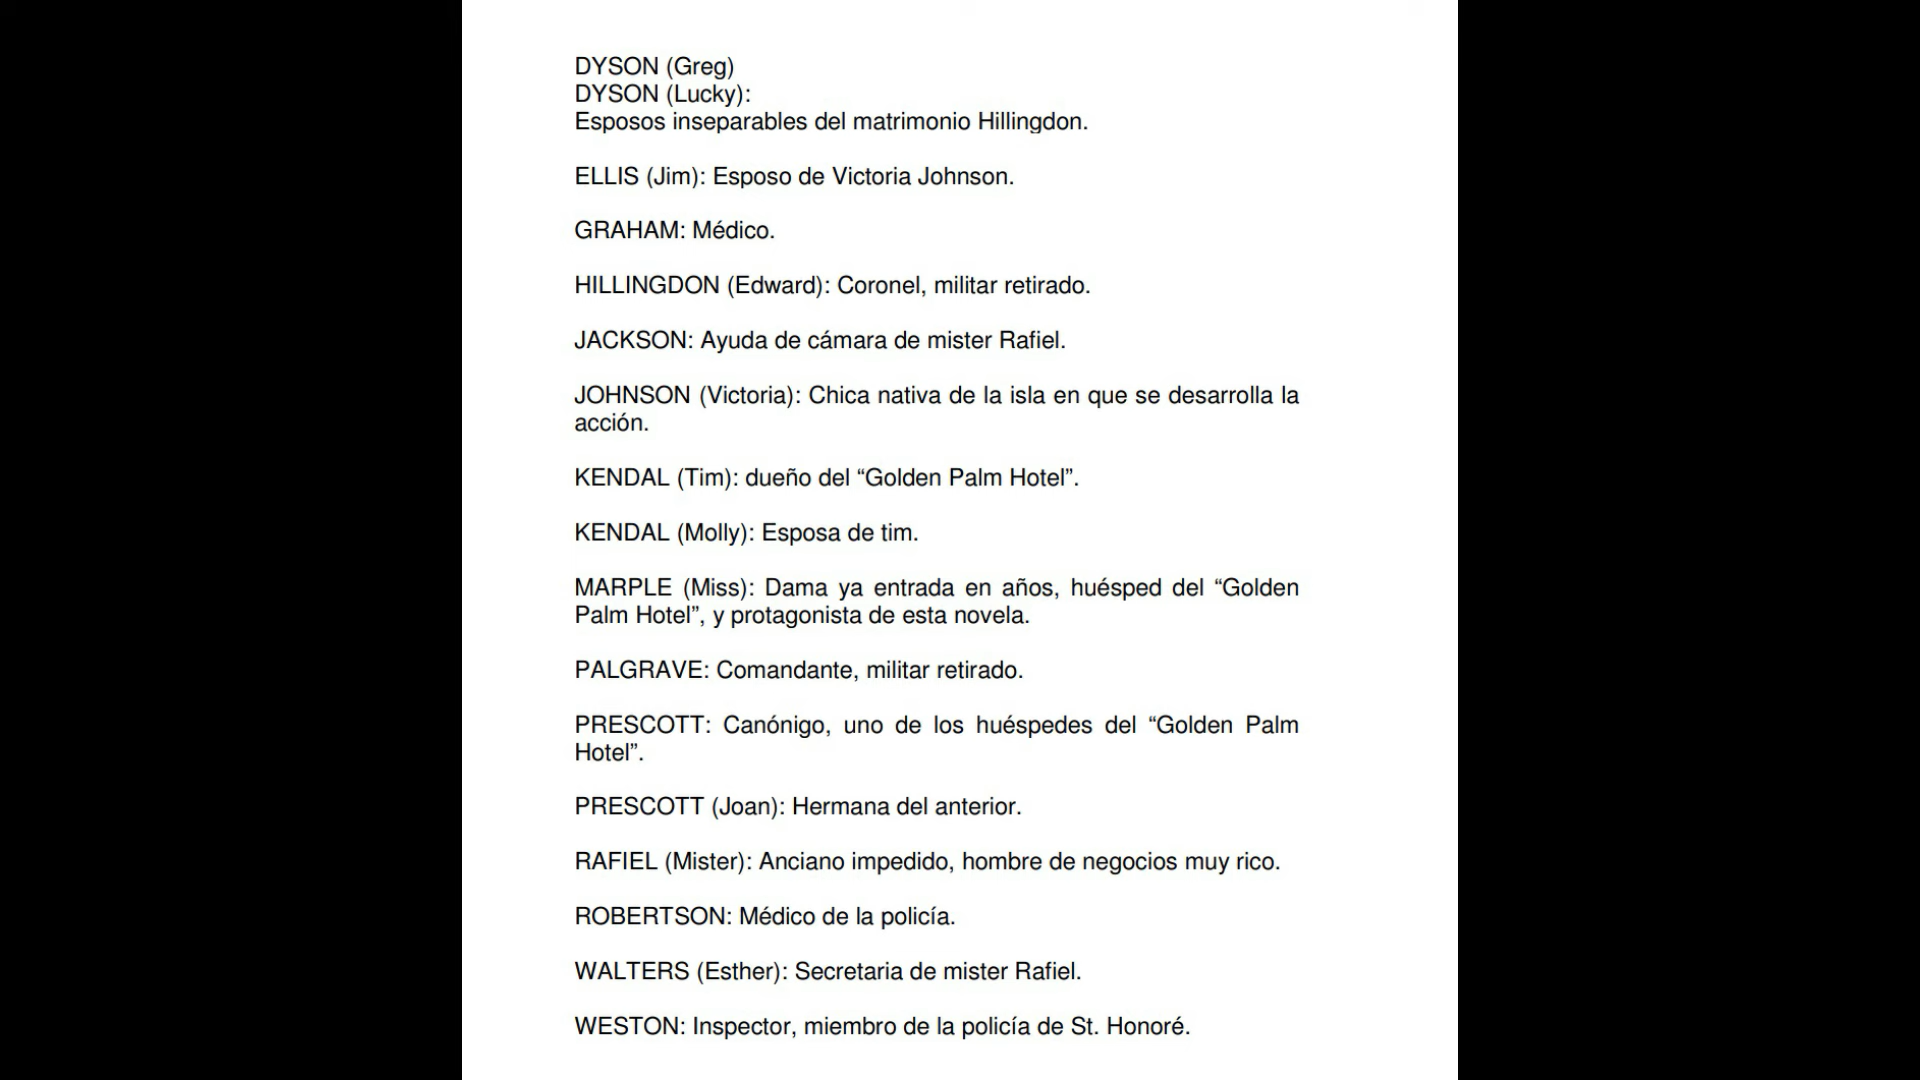 DYSON (Greg)
DYSON (Lucky):
Esposos inseparables del matrimonio Hillingdon.
ELLIS (Jim): Esposo de Victoria Johnson.
GRAHAM: Médico.
HILLINGDON (Edward): Coronel, militar retirado.
JACKSON: Ayuda de cámara de mister Rafiel.
JOHNSON (Victoria): Chica nativa de la isla en que se desarrolla la
acción.
KENDAL (Tim): dueño del “Golden Palm Hotel”.
KENDAL (Molly): Esposa de tim.
MARPLE (Miss): Dama ya entrada en años, huésped del “Golden
Palm Hotel”, y protagonista de esta novela.
PALGRAVE: Comandante, militar retirado.
PRESCOTT: Canónigo, uno de los huéspedes del “Golden Palm
Hotel”.
PRESCOTT (Joan): Hermana del anterior.
RAFIEL (Mister): Anciano impedido, hombre de negocios muy rico.
ROBERTSON: Médico de la policía.
WALTERS (Esther): Secretaria de mister Rafiel.
WESTON: Inspector, miembro de la policía de St. Honoré.